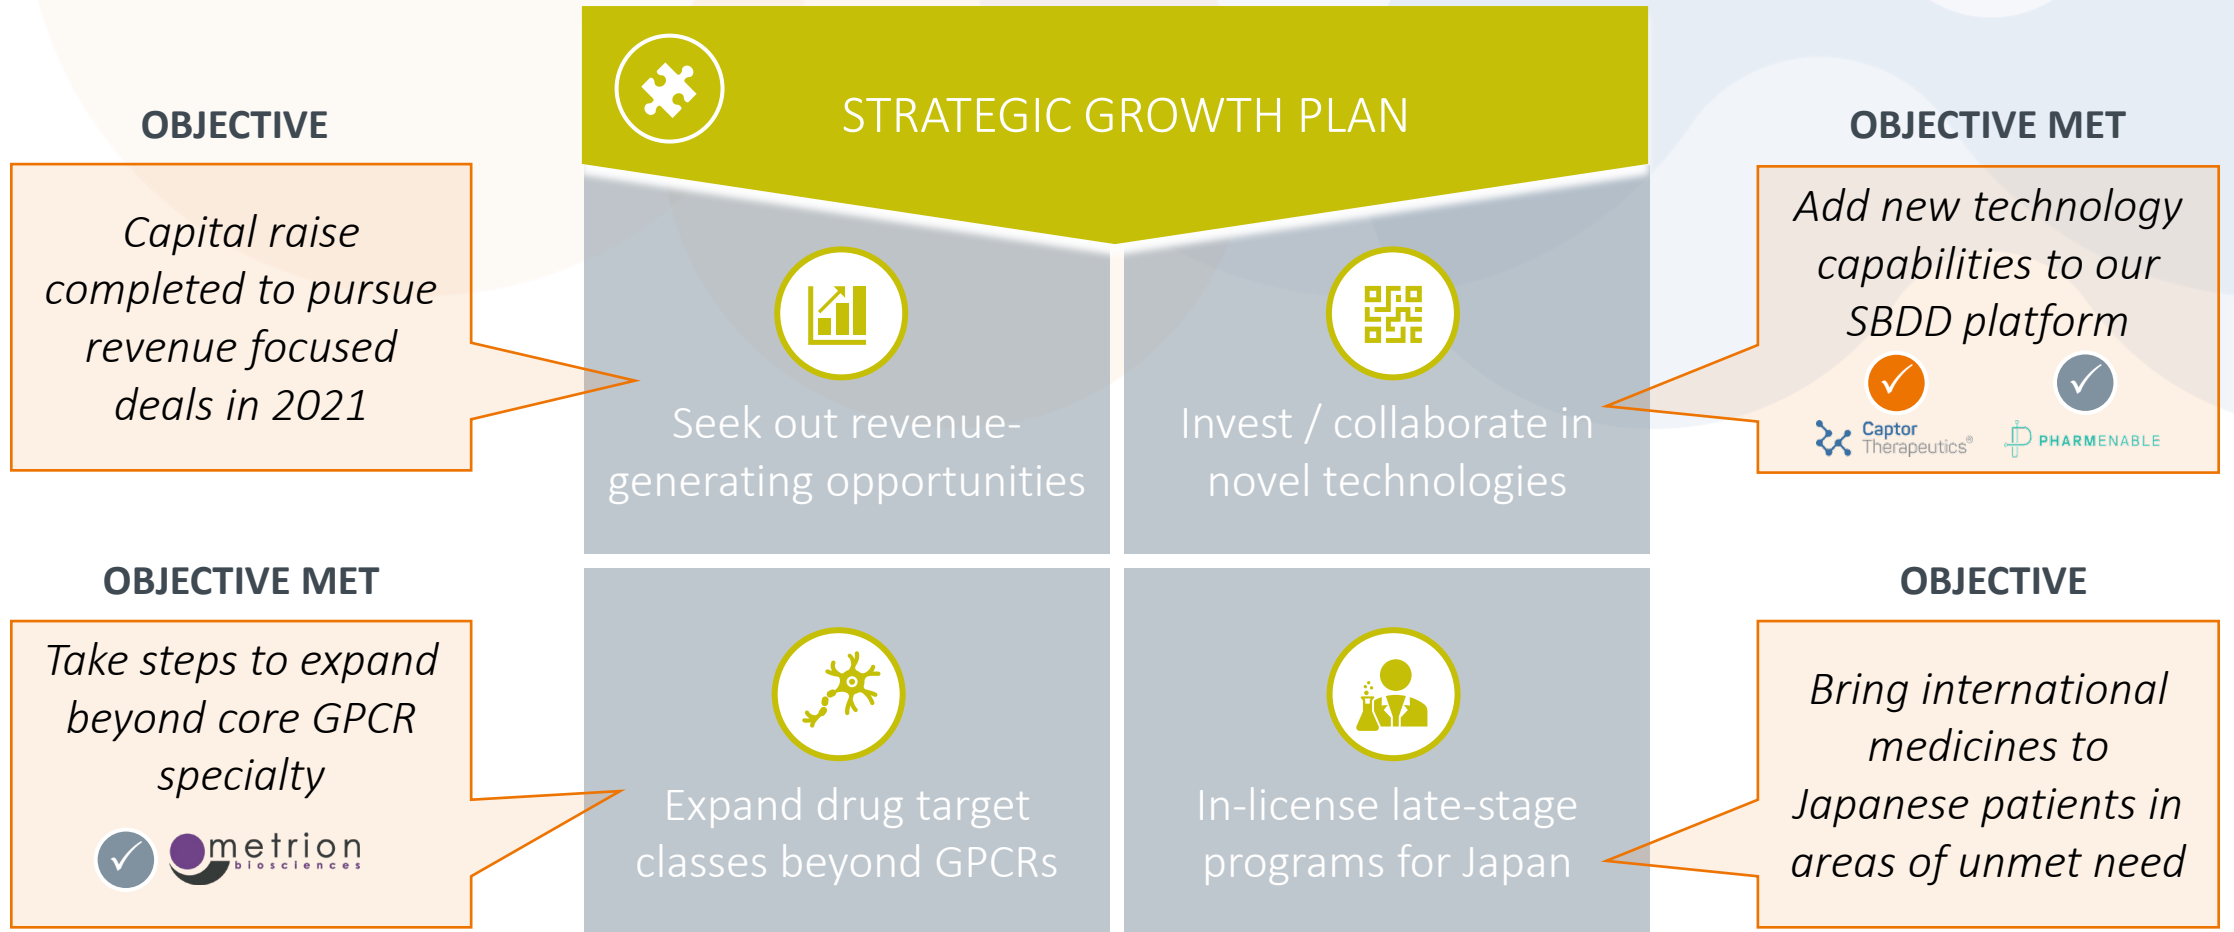 STRATEGIC GROWTH PLAN
OBJECTIVE
Capital raise
completed to pursue
revenue focused
deals in 2021
Seek out revenue-
generating opportunities
Invest / collaborate in
novel technologies
OBJECTIVE MET
Add new technology
capabilities to our
SBDD platform
Captor
Therapeutics®
PHARMENABLE
OBJECTIVE MET
Take steps to expand
beyond core GPCR
specialty
metrion
biosciences
Expand drug target
classes beyond GPCRs
In-license late-stage
programs for Japan
OBJECTIVE
Bring international
medicines to
Japanese patients in
areas of unmet need